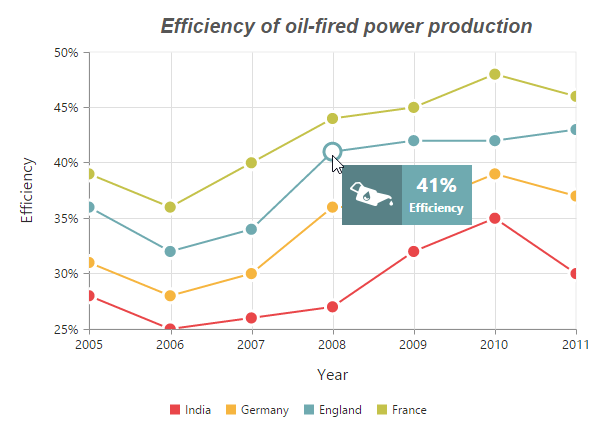 Efficiency of oil-fired power production
50%
45%
40%
35%
30%
25%
Efficiency
41%
Efficiency
2005 2006 2007 2008 2009 2010 2011
Year
India Germany England France